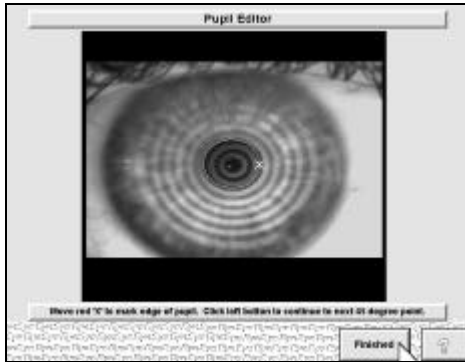 Pupil Editor
Move red 'X' to mark edge of pupil. Click left button to continue to next 45 degree point.
Finished
?